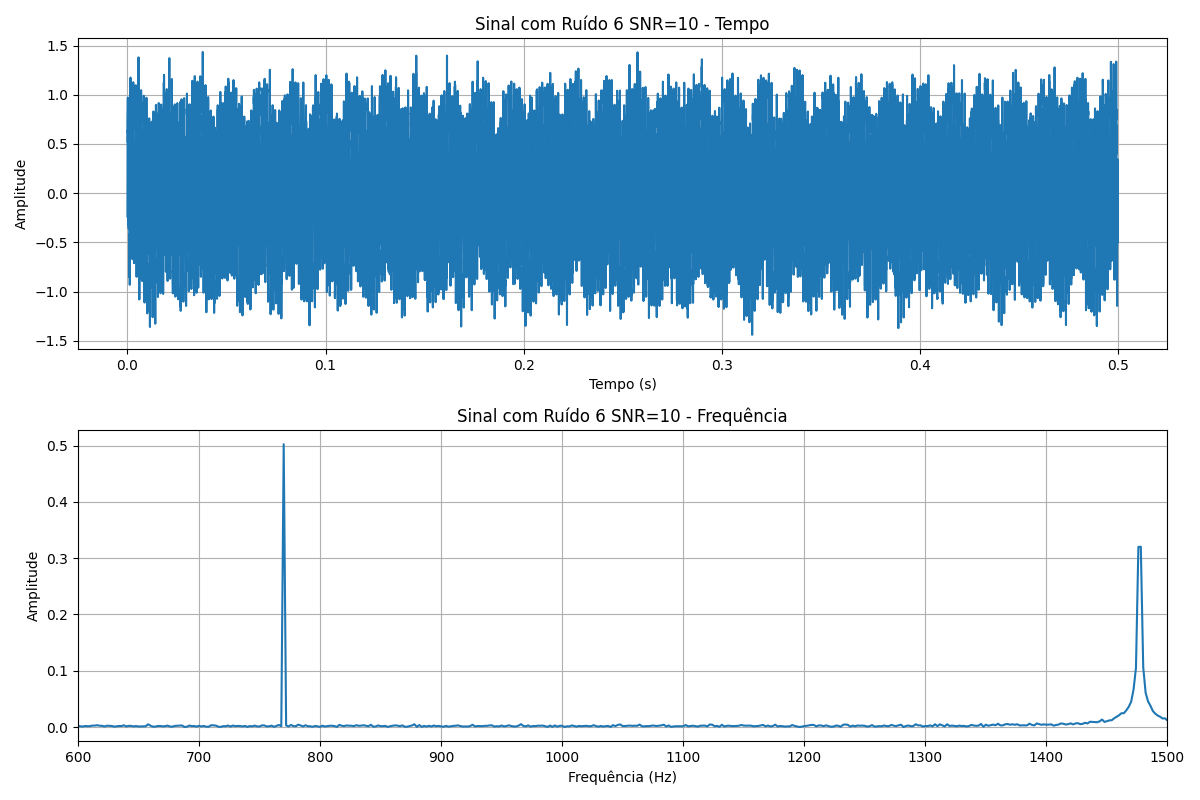 Sinal com Ruído 6 SNR=10 - Tempo
1.5
1.0
0.5
0.0
−0.5
−1.0
−1.5
Amplitude
0.0 0.1 0.2 0.3 0.4 0.5
Tempo (s)
Sinal com Ruído 6 SNR=10 - Frequência
0.5
0.4
0.3
0.2
0.1
0.0
Amplitude
600 700 800 900 1000 1100 1200 1300 1400 1500
Frequência (Hz)